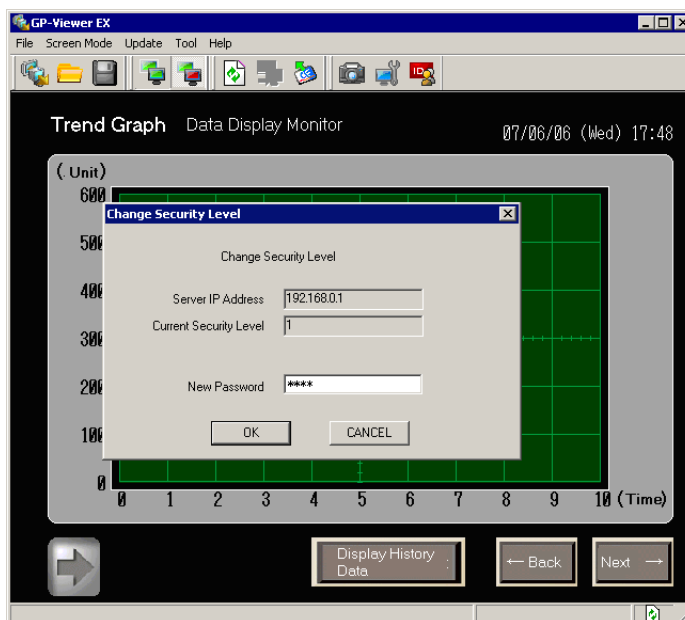 GP-Viewer EX
File Screen Mode Update Tool Help
ID
Trend Graph Data Display Monitor
07/06/06 (Wed) 17:48
(. Unit)
600
Change Security Level
500
Change Security Level
400
Server IP Address 192.168.0.1
Current Security Level 1
300
200
New Password ****
100
OK CANCEL
0
0 1 2 3 4 5 6 7 8 9 10 (Time)
Display History
Data :
← Back Next →